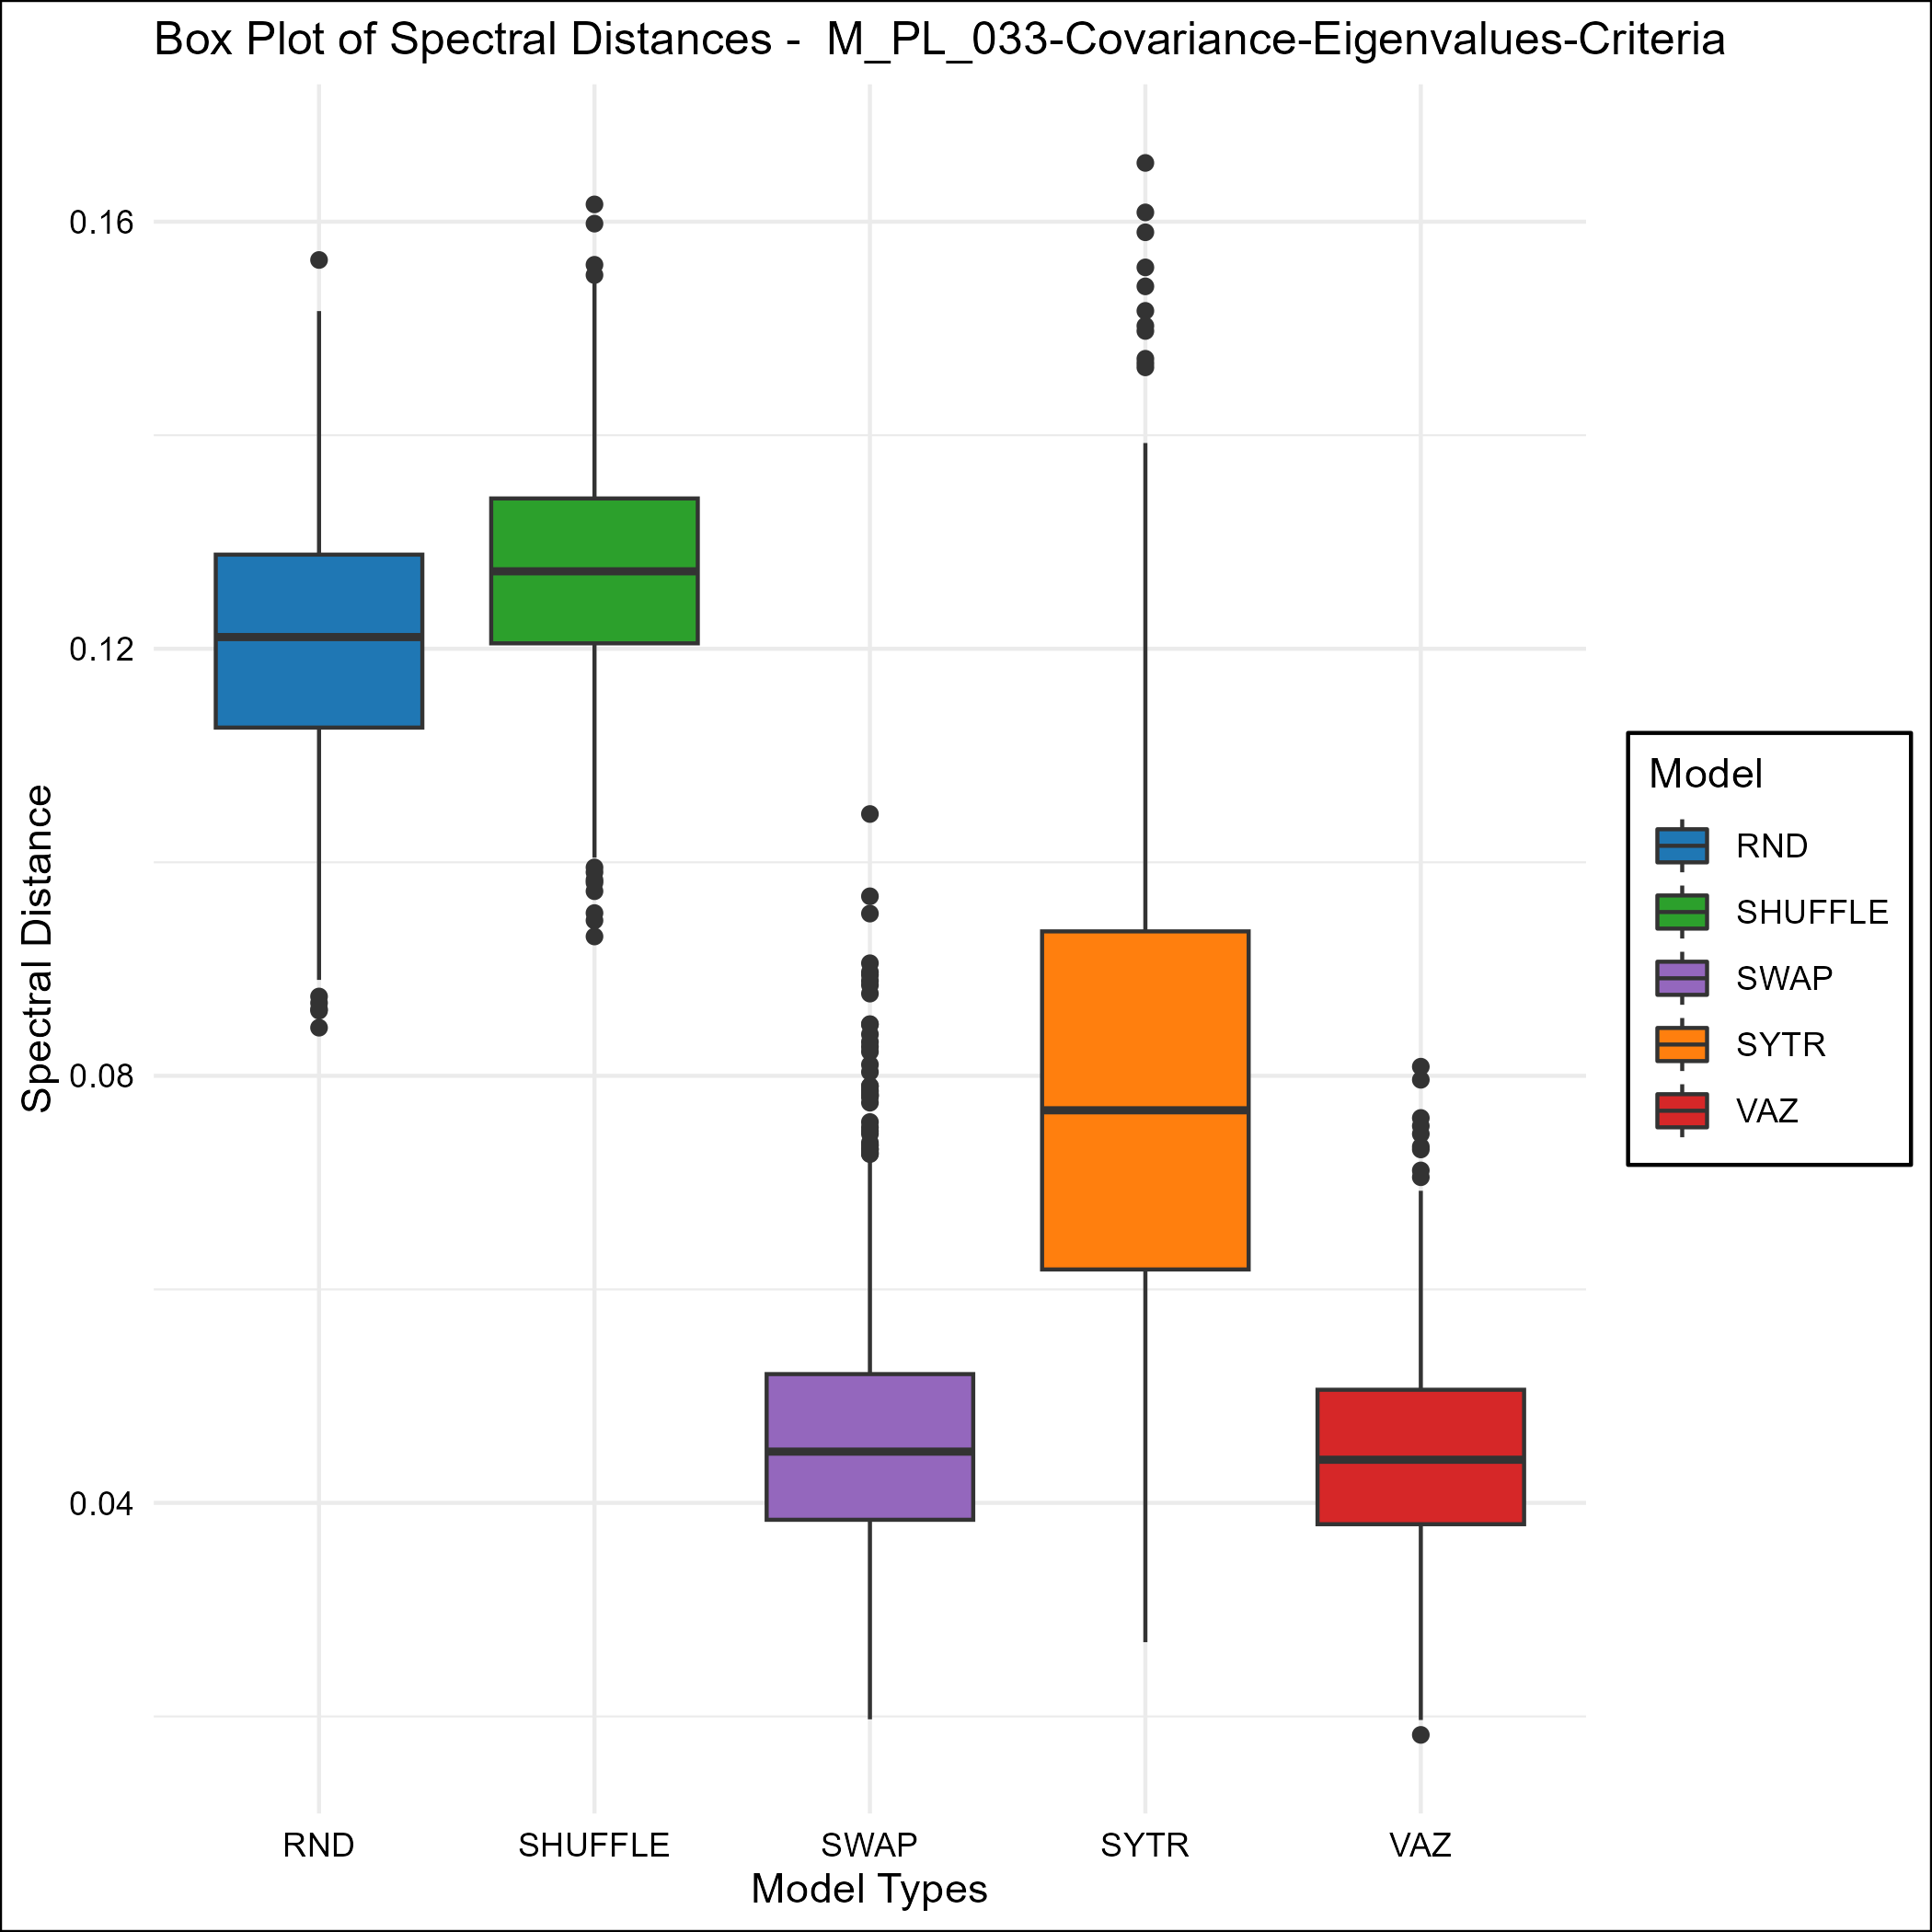 Box Plot of Spectral Distances -  M_PL_033-Covariance-Eigenvalues-Criteria
Spectral Distance
0.16
0.12
0.08
0.04
RND
SHUFFLE
SWAP
SYTR
VAZ
Model Types
Model
RND
SHUFFLE
SWAP
SYTR
VAZ